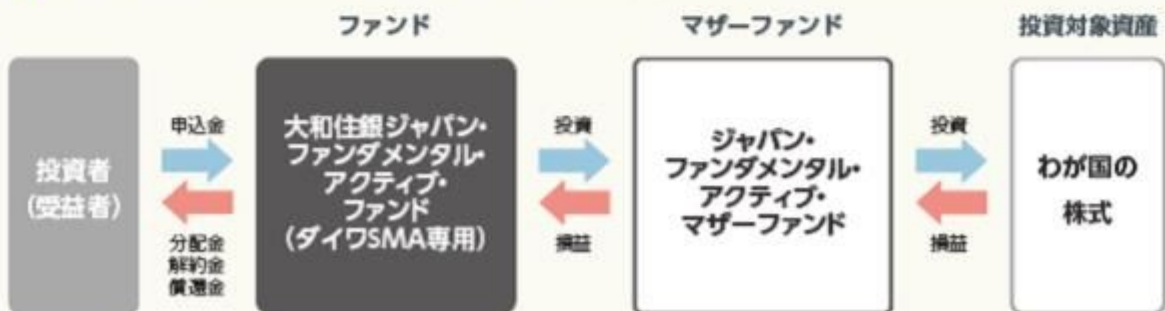 ファンド
マザーファンド
投資対象資産
投資者
(受益者)
申込金
分配金
解約金
償還金
大和住銀ジャパン・
ファンダメンタル・
アクティブ・
ファンド
(ダイワSMA専用)
投資
損益
ジャパン・
ファンダメンタル・
アクティブ・
マザーファンド
投資
損益
わが国の
株式